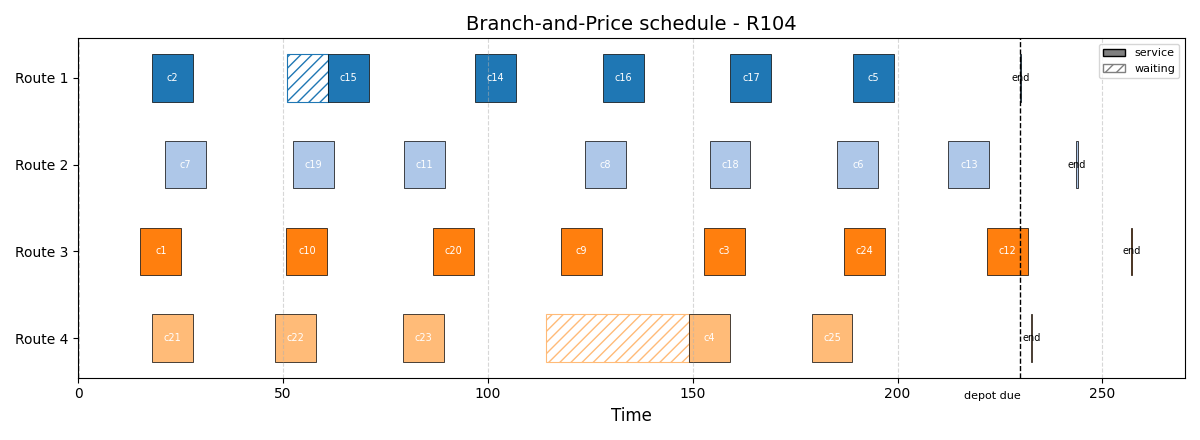 Branch-and-Price schedule - R104
service
waiting
Route 1
c2
c15
c14
c16
c17
c5
end
Route 2
c7
c19
c11
c8
c18
c6
c13
end
Route 3
c1
c10
c20
c9
c3
c24
c12
end
Route 4
c21
c22
c23
c4
c25
end
0
50
100
150
200
250
depot due
Time